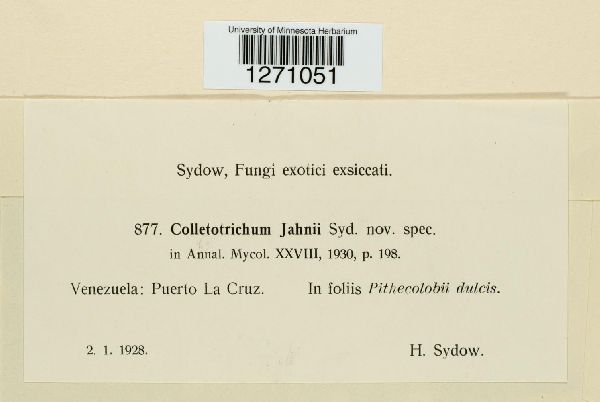 University of Minnesota Herbarium
1271051
Sydow, Fungi exotici exsiccati.
877. Colletotrichum Jahnii Syd. nov. spec.
in Annal. Mycol. XXVIII, 1930, p. 198.
Venezuela: Puerto La Cruz. In foliis Pithecolobii dulcis.
2. 1. 1928. H. Sydow.